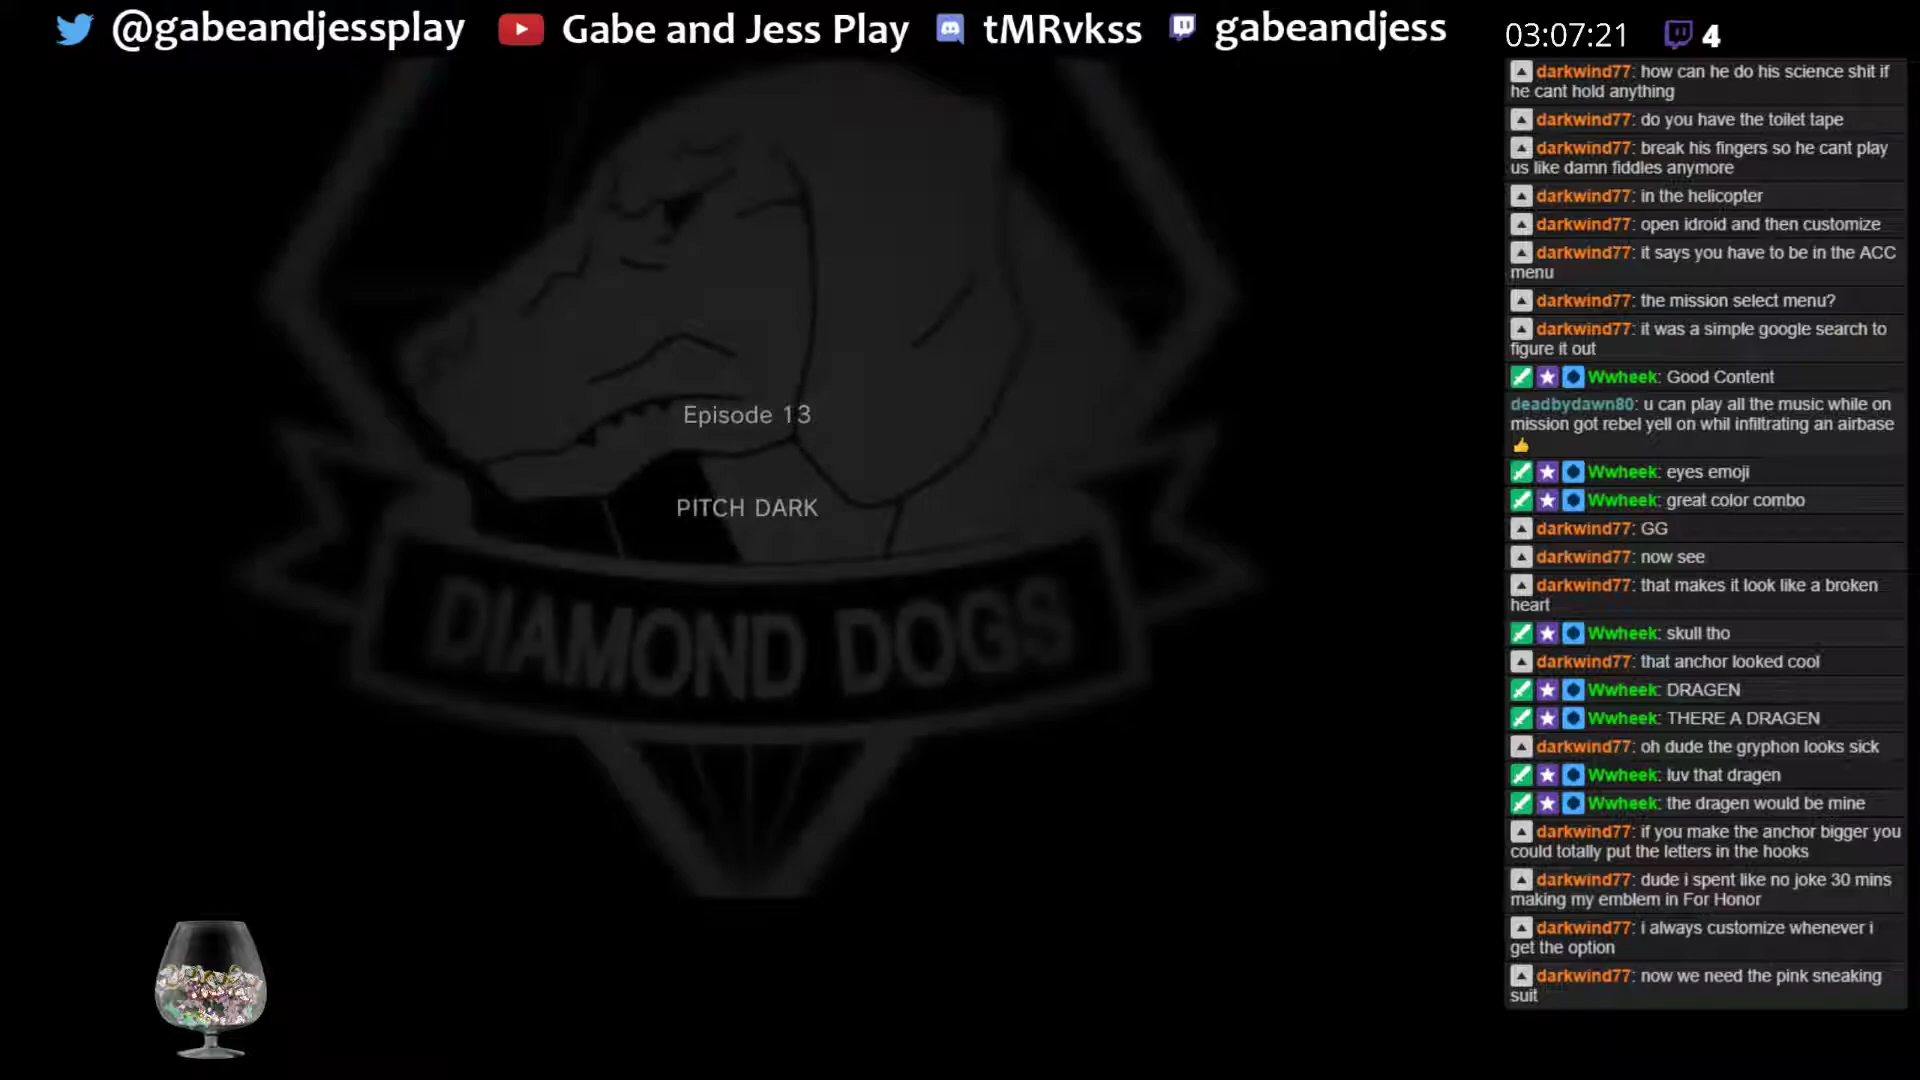 @gabeandjessplay Gabe and Jess Play tMRvkss gabeandjess
03:07:21 4
darkwind77: how can he do his science shit if
he cant hold anything
darkwind77: do you have the toilet tape
darkwind77: break his fingers so he cant play
us like damn fiddles anymore
darkwind77: in the helicopter
darkwind77: open idroid and then customize
darkwind77: it says you have to be in the ACC
menu
darkwind77: the mission select menu?
darkwind77: it was a simple google search to
figure it out
Wwheek: Good Content
deadbydawn80: u can play all the music while on
mission got rebel yell on whil infiltrating an airbase
👍
Wwheek: eyes emoji
Wwheek: great color combo
darkwind77: GG
darkwind77: now see
darkwind77: that makes it look like a broken
heart
Wwheek: skull tho
darkwind77: that anchor looked cool
Wwheek: DRAGEN
Wwheek: THERE A DRAGEN
darkwind77: oh dude the gryphon looks sick
Wwheek: luv that dragen
Wwheek: the dragen would be mine
darkwind77: if you make the anchor bigger you
could totally put the letters in the hooks
darkwind77: dude i spent like no joke 30 mins
making my emblem in For Honor
darkwind77: i always customize whenever i
get the option
darkwind77: now we need the pink sneaking
suit
Episode 13
PITCH DARK
DIAMOND DOGS